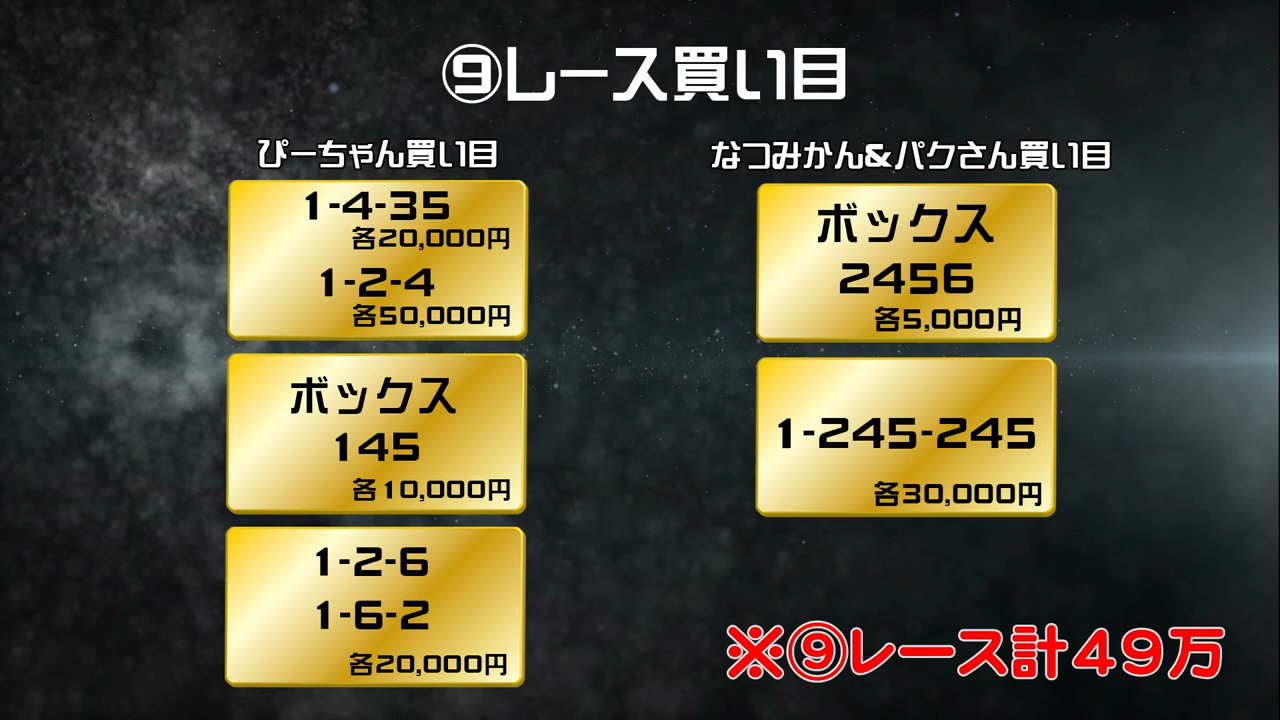 ⑨レース買い目
ぴーちゃん買い目
1-4-35
各20,000円
1-2-4
各50,000円
ボックス
145
各10,000円
1-2-6
1-6-2
各20,000円
なつみかん&パクさん買い目
ボックス
2456
各5,000円
1-245-245
各30,000円
※⑨レース計49万